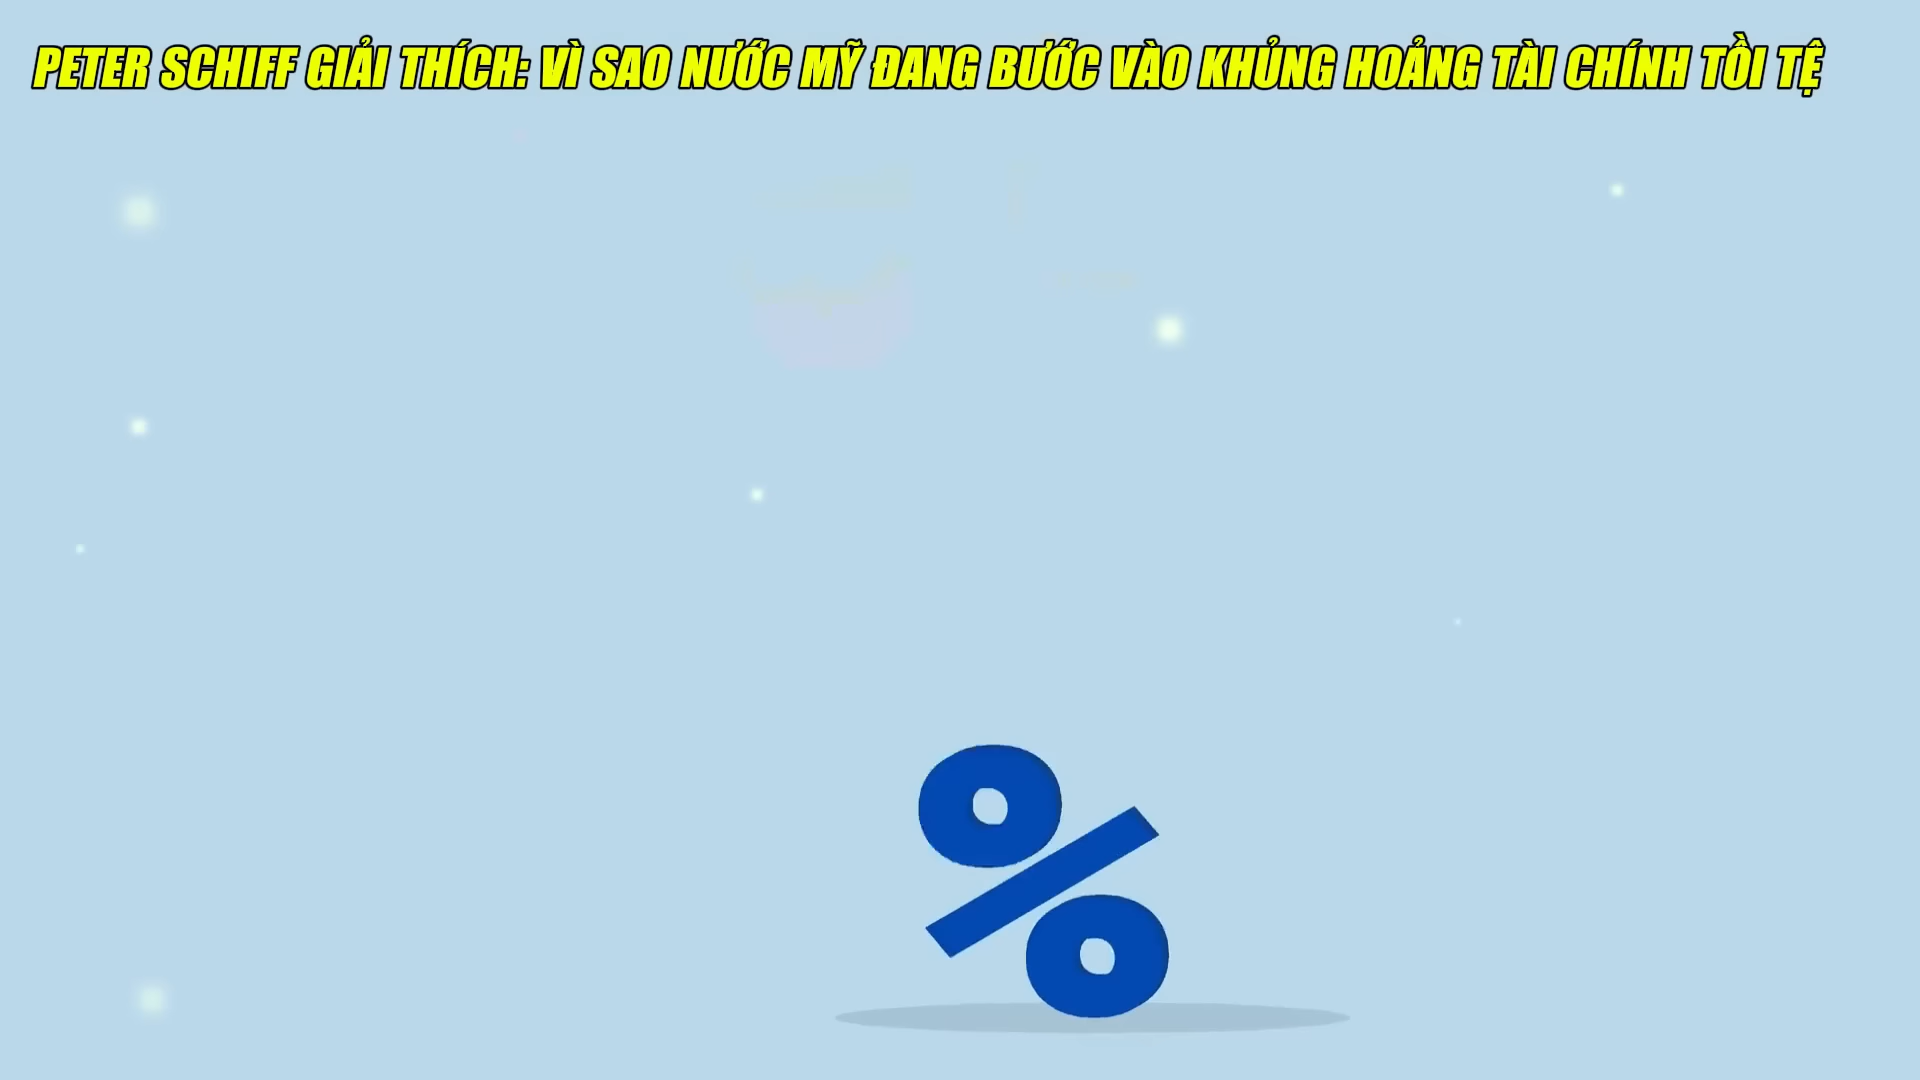 PETER SCHIFF GIẢI THÍCH: VÌ SAO NƯỚC MỸ ĐANG BƯỚC VÀO KHỦNG HOẢNG TÀI CHÍNH TỒI TỆ
%